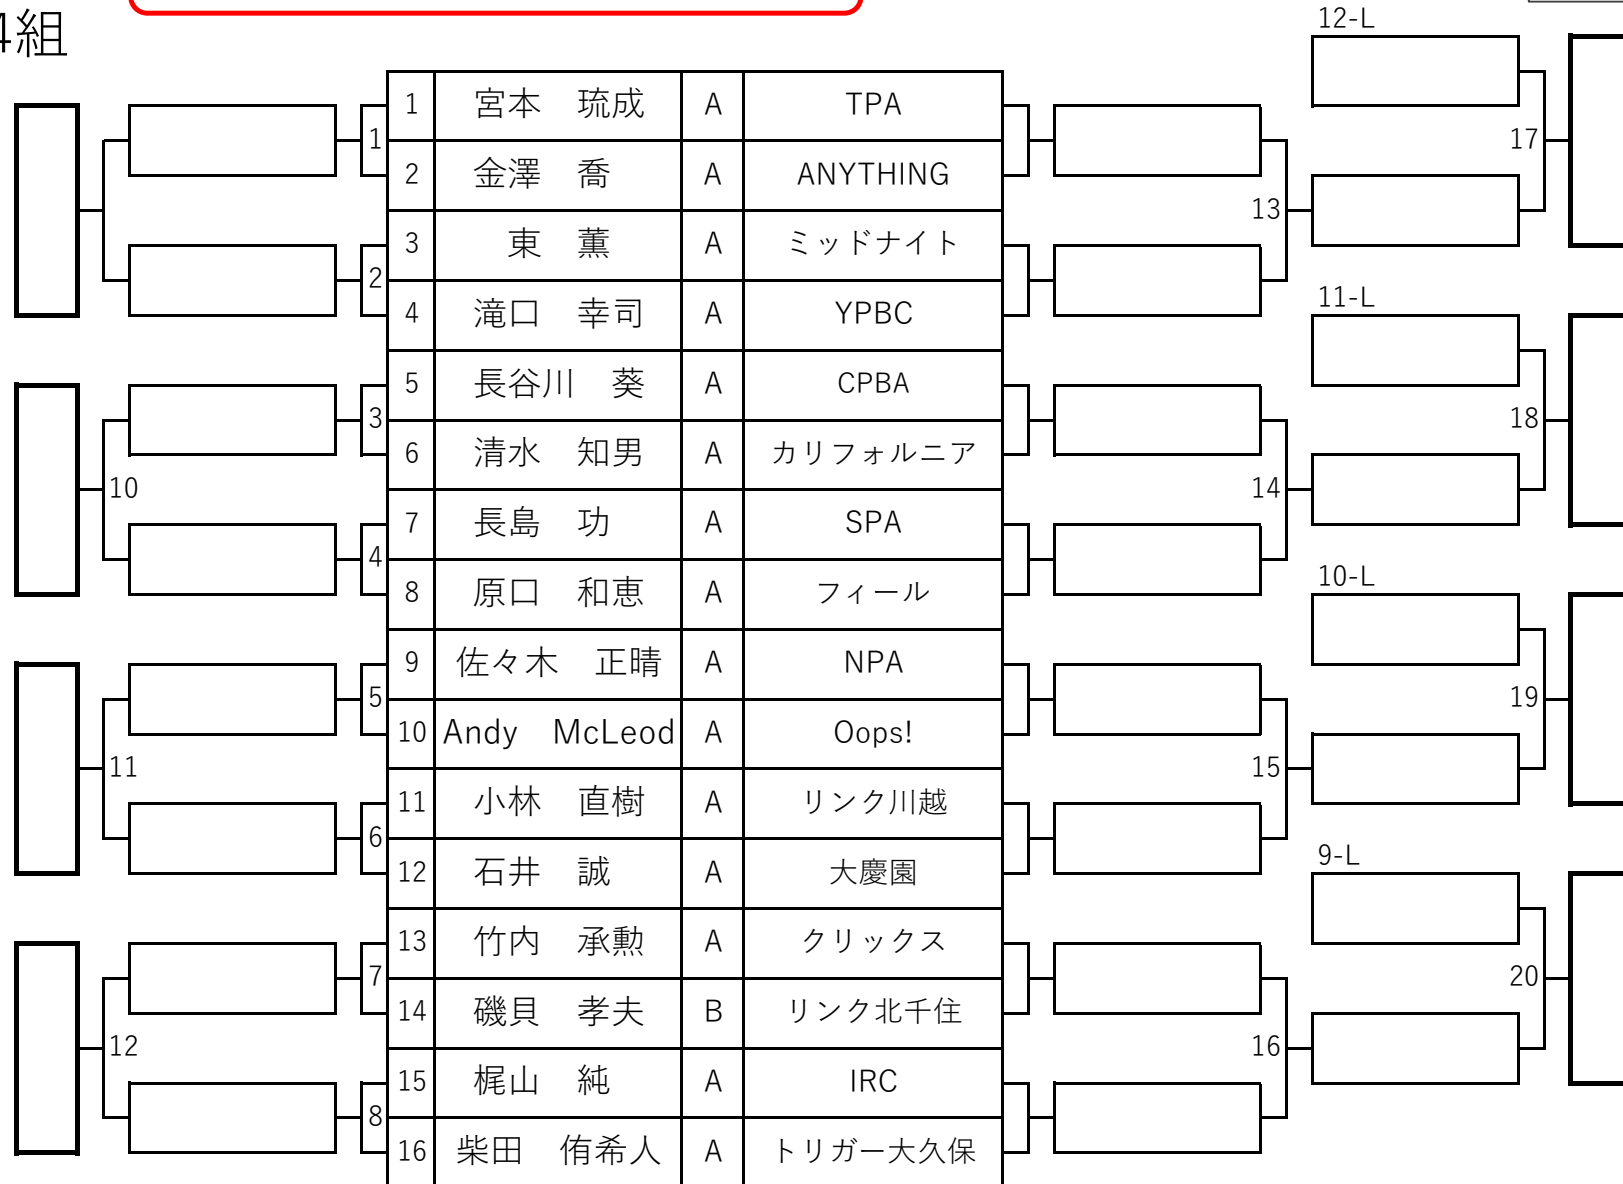 4組
12-L
1 宮本 琉成 A TPA
1 17
2 金澤 喬 A ANYTHING
13
3 東 薫 A ミッドナイト
2
4 滝口 幸司 A YPBC
11-L
5 長谷川 葵 A CPBA
3 18
6 清水 知男 A カリフォルニア
10 14
7 長島 功 A SPA
4
8 原口 和恵 A フィール
10-L
9 佐々木 正晴 A NPA
5 19
10 Andy McLeod A Oops!
11 15
11 小林 直樹 A リンク川越
6
12 石井 誠 A 大慶園
9-L
13 竹内 承勲 A クリックス
7 20
14 磯貝 孝夫 B リンク北千住
12 16
15 梶山 純 A IRC
8
16 柴田 侑希人 A トリガー大久保